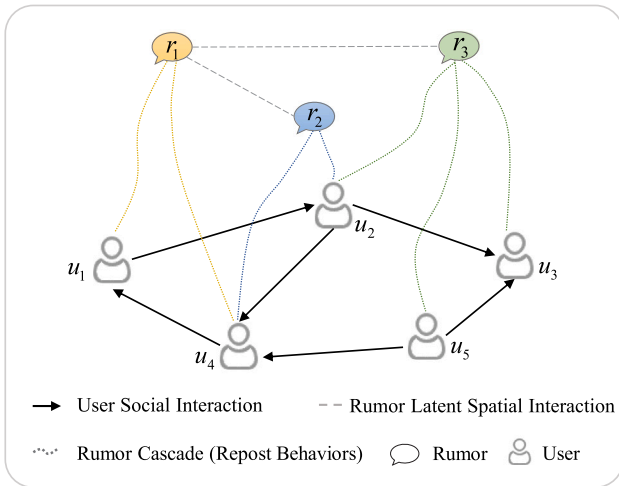 r1
r3
r2
u2
u1
u3
u4
u5
User Social Interaction
Rumor Latent Spatial Interaction
Rumor Cascade (Repost Behaviors)
Rumor
User